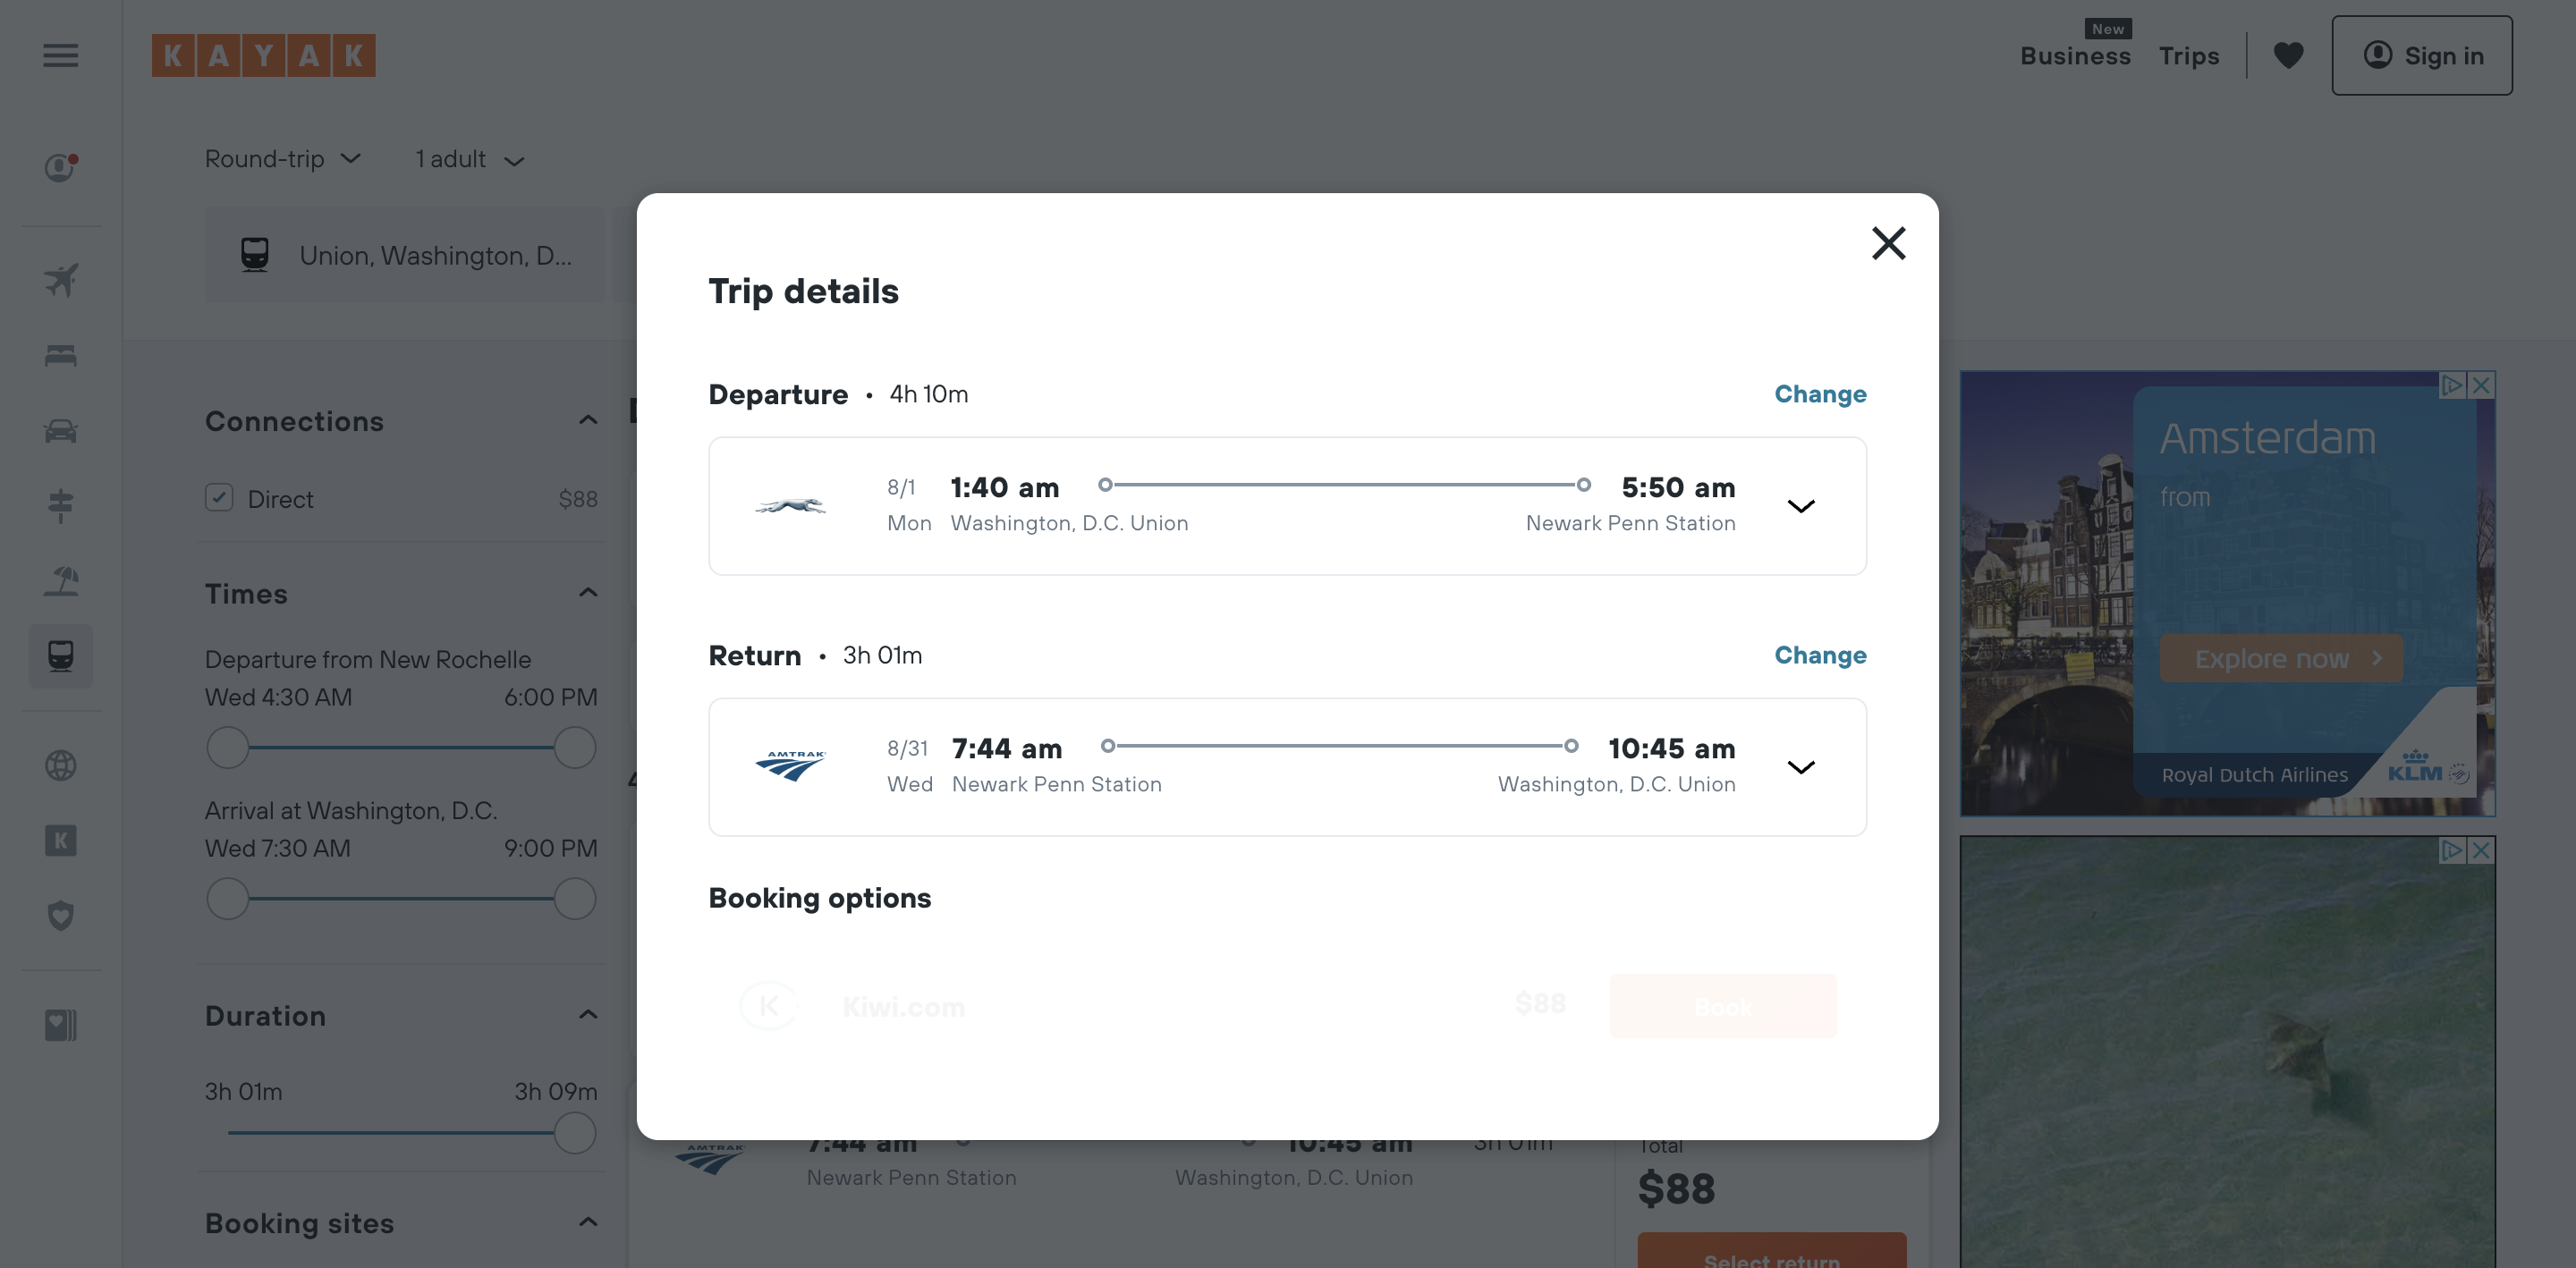 KAYAK
New
Business
Trips
Sign in
Round-trip
1 adult
Union, Washington, D...
Connections
Direct
$88
Times
Departure from New Rochelle
Wed 4:30 AM
6:00 PM
Arrival at Washington, D.C.
Wed 7:30 AM
9:00 PM
Duration
3h 01m
3h 09m
Booking sites
Trip details
Departure • 4h 10m
Change
8/1 1:40 am
5:50 am
Mon Washington, D.C. Union
Newark Penn Station
Return • 3h 01m
Change
AMTRAK
8/31 7:44 am
10:45 am
Wed Newark Penn Station
Washington, D.C. Union
Booking options
K
Kiwi.com
$88
Book
AMTRAK
7:44 am
10:45 am
3h 01m
Newark Penn Station
Washington, D.C. Union
Total
$88
Select return
Amsterdam
from
Explore now
Royal Dutch Airlines
KLM
K